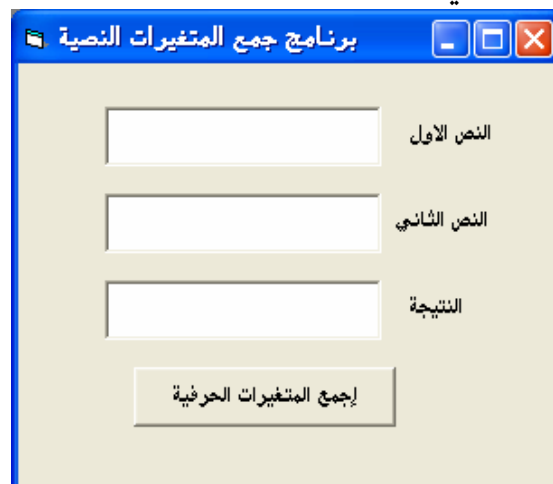 برنامج جمع المتغيرات النصية
النص الاول
النص الثاني
النتيجة
إجمع المتغيرات الحرفية